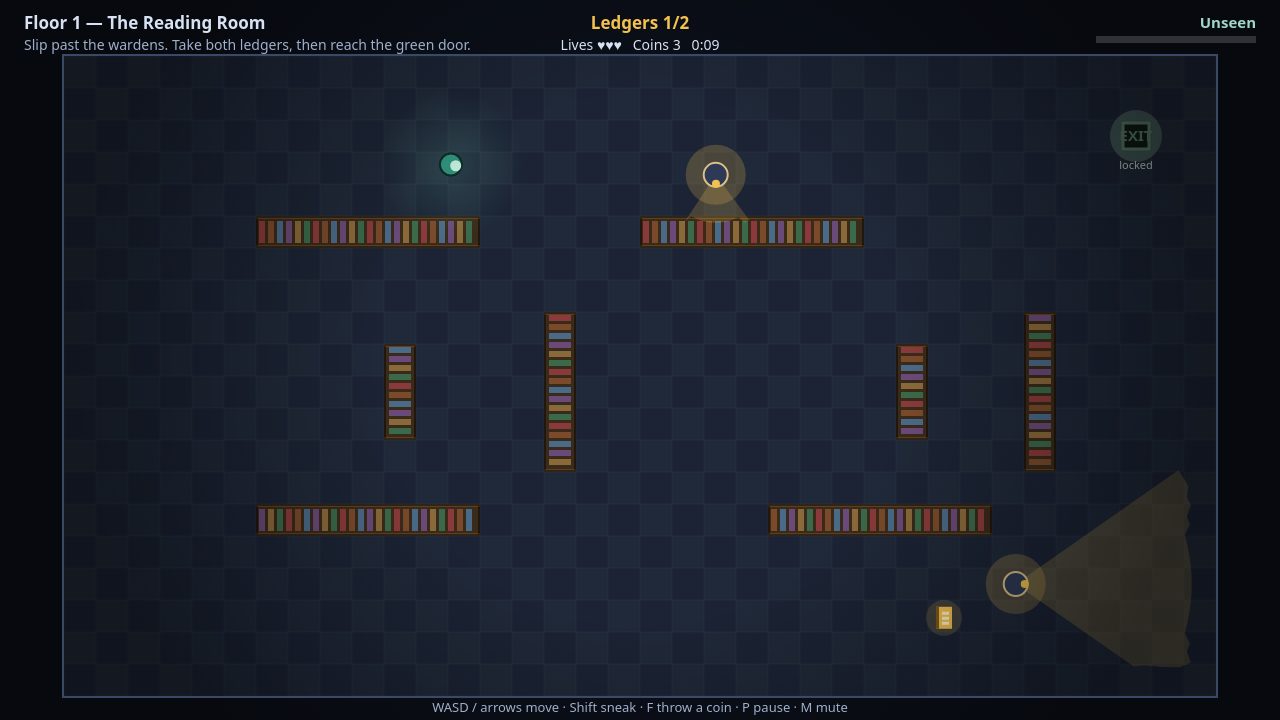 Floor 1 — The Reading Room
Ledgers 1/2
Unseen
Slip past the wardens. Take both ledgers, then reach the green door.
Lives ♥♥♥ Coins 3 0:09
EXIT
locked
WASD / arrows move · Shift sneak · F throw a coin · P pause · M mute